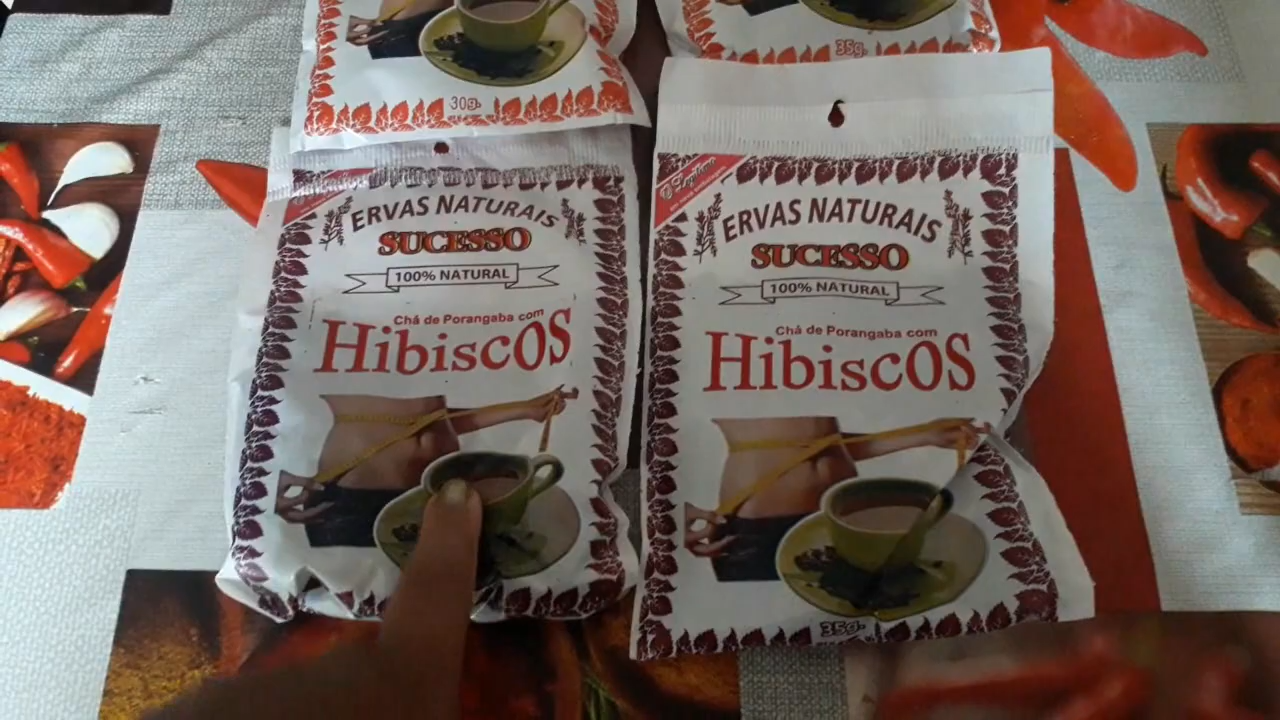 30g.
35g.
ERVAS NATURAIS
SUCESSO
100% NATURAL
Chá de Porangaba com
HibiscOS
O Legítimo
ERVAS NATURAIS
SUCESSO
100% NATURAL
Chá de Porangaba com
HibiscOS
35g.